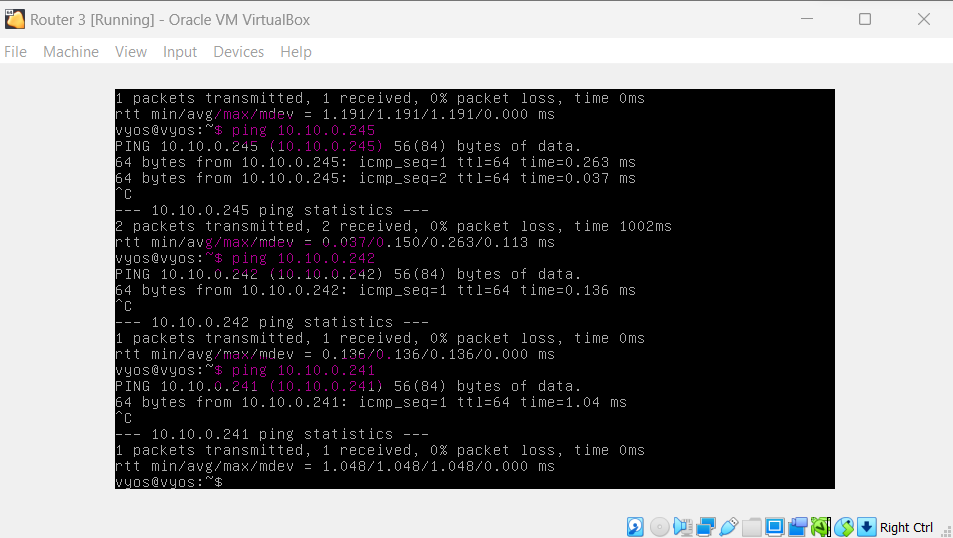 Router 3 [Running] - Oracle VM VirtualBox
File Machine View Input Devices Help
1 packets transmitted, 1 received, 0% packet loss, time 0ms
rtt min/avg/max/mdev = 1.191/1.191/1.191/0.000 ms
vyos@vyos:~$ ping 10.10.0.245
PING 10.10.0.245 (10.10.0.245) 56(84) bytes of data.
64 bytes from 10.10.0.245: icmp_seq=1 ttl=64 time=0.263 ms
64 bytes from 10.10.0.245: icmp_seq=2 ttl=64 time=0.037 ms
^C
--- 10.10.0.245 ping statistics ---
2 packets transmitted, 2 received, 0% packet loss, time 1002ms
rtt min/avg/max/mdev = 0.037/0.150/0.263/0.113 ms
vyos@vyos:~$ ping 10.10.0.242
PING 10.10.0.242 (10.10.0.242) 56(84) bytes of data.
64 bytes from 10.10.0.242: icmp_seq=1 ttl=64 time=0.136 ms
^C
--- 10.10.0.242 ping statistics ---
1 packets transmitted, 1 received, 0% packet loss, time 0ms
rtt min/avg/max/mdev = 0.136/0.136/0.136/0.000 ms
vyos@vyos:~$ ping 10.10.0.241
PING 10.10.0.241 (10.10.0.241) 56(84) bytes of data.
64 bytes from 10.10.0.241: icmp_seq=1 ttl=64 time=1.04 ms
^C
--- 10.10.0.241 ping statistics ---
1 packets transmitted, 1 received, 0% packet loss, time 0ms
rtt min/avg/max/mdev = 1.048/1.048/1.048/0.000 ms
vyos@vyos:~$
Right Ctrl